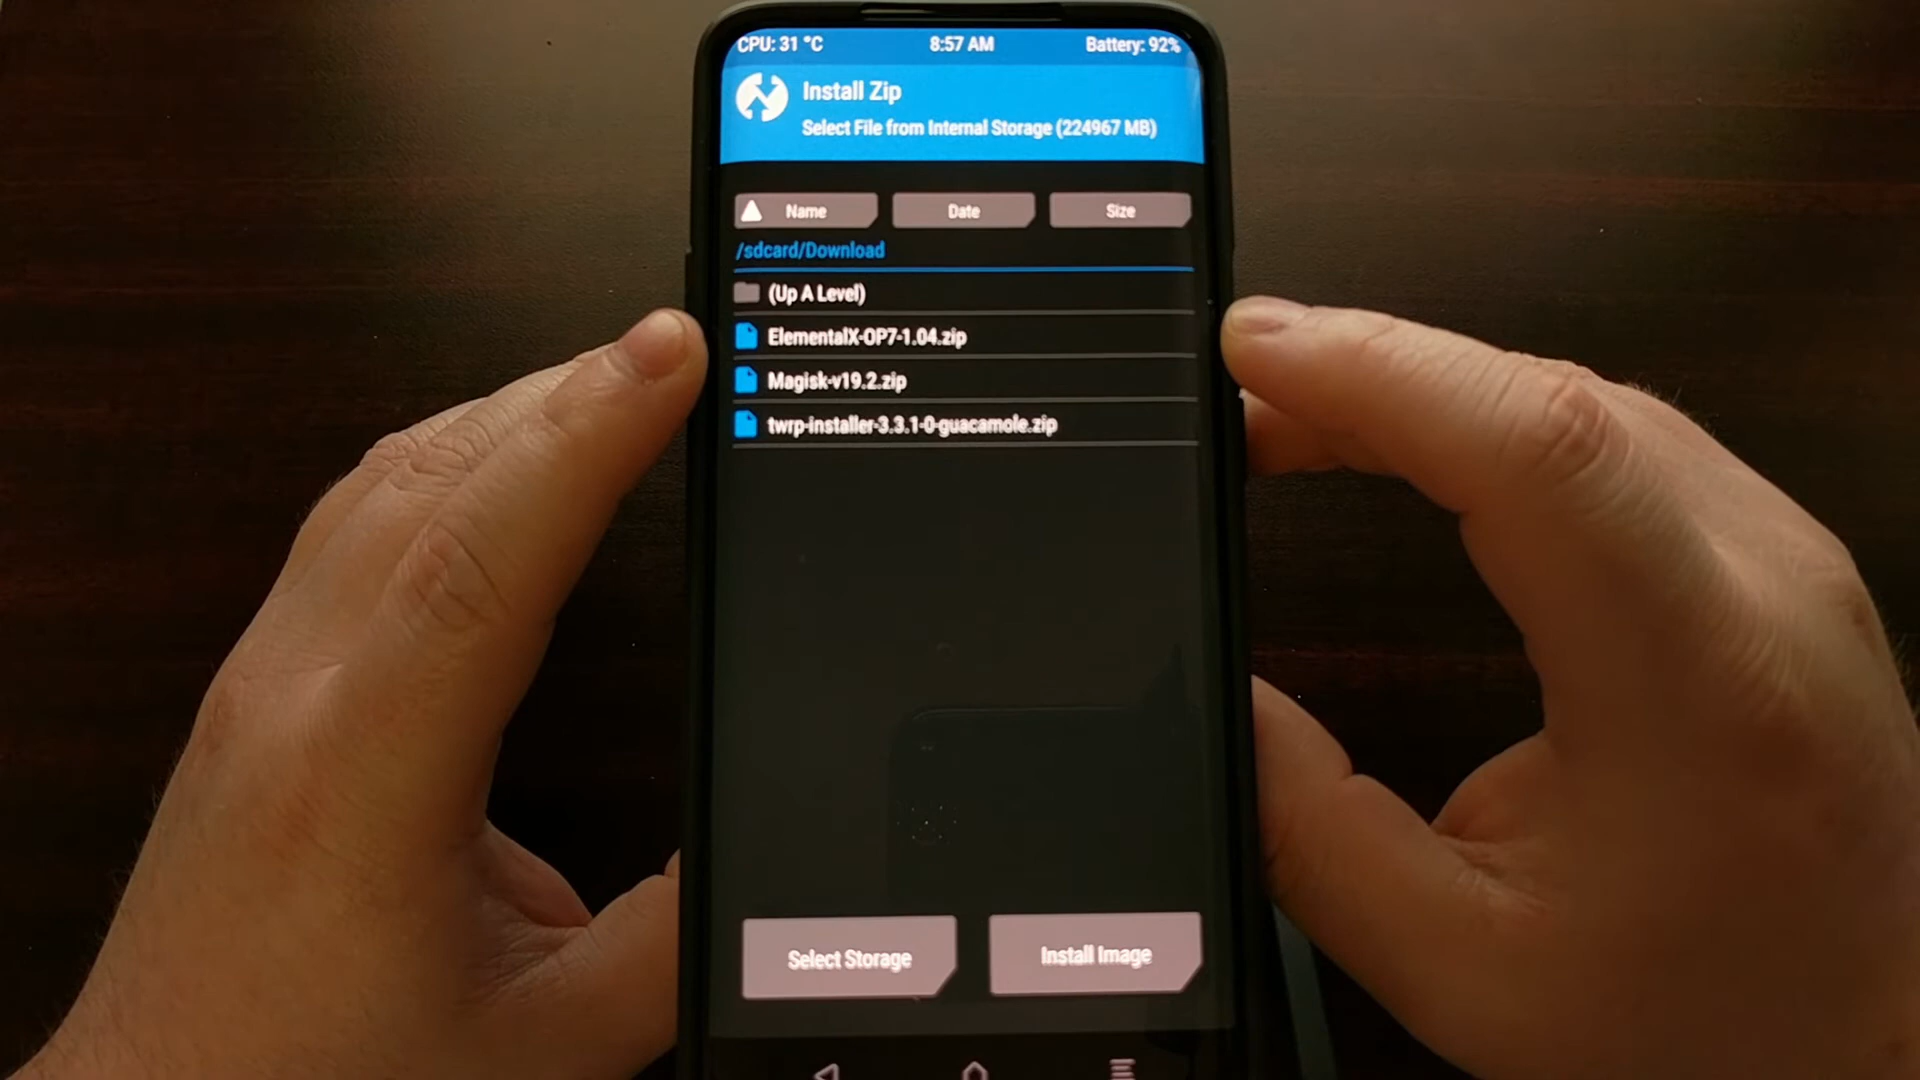 CPU: 31 °C 8:57 AM Battery: 92%
Install Zip
Select File from Internal Storage (224967 MB)
Name Date Size
/sdcard/Download
(Up A Level)
ElementalX-OP7-1.04.zip
Magisk-v19.2.zip
twrp-installer-3.3.1-0-guacamole.zip
Select Storage Install Image